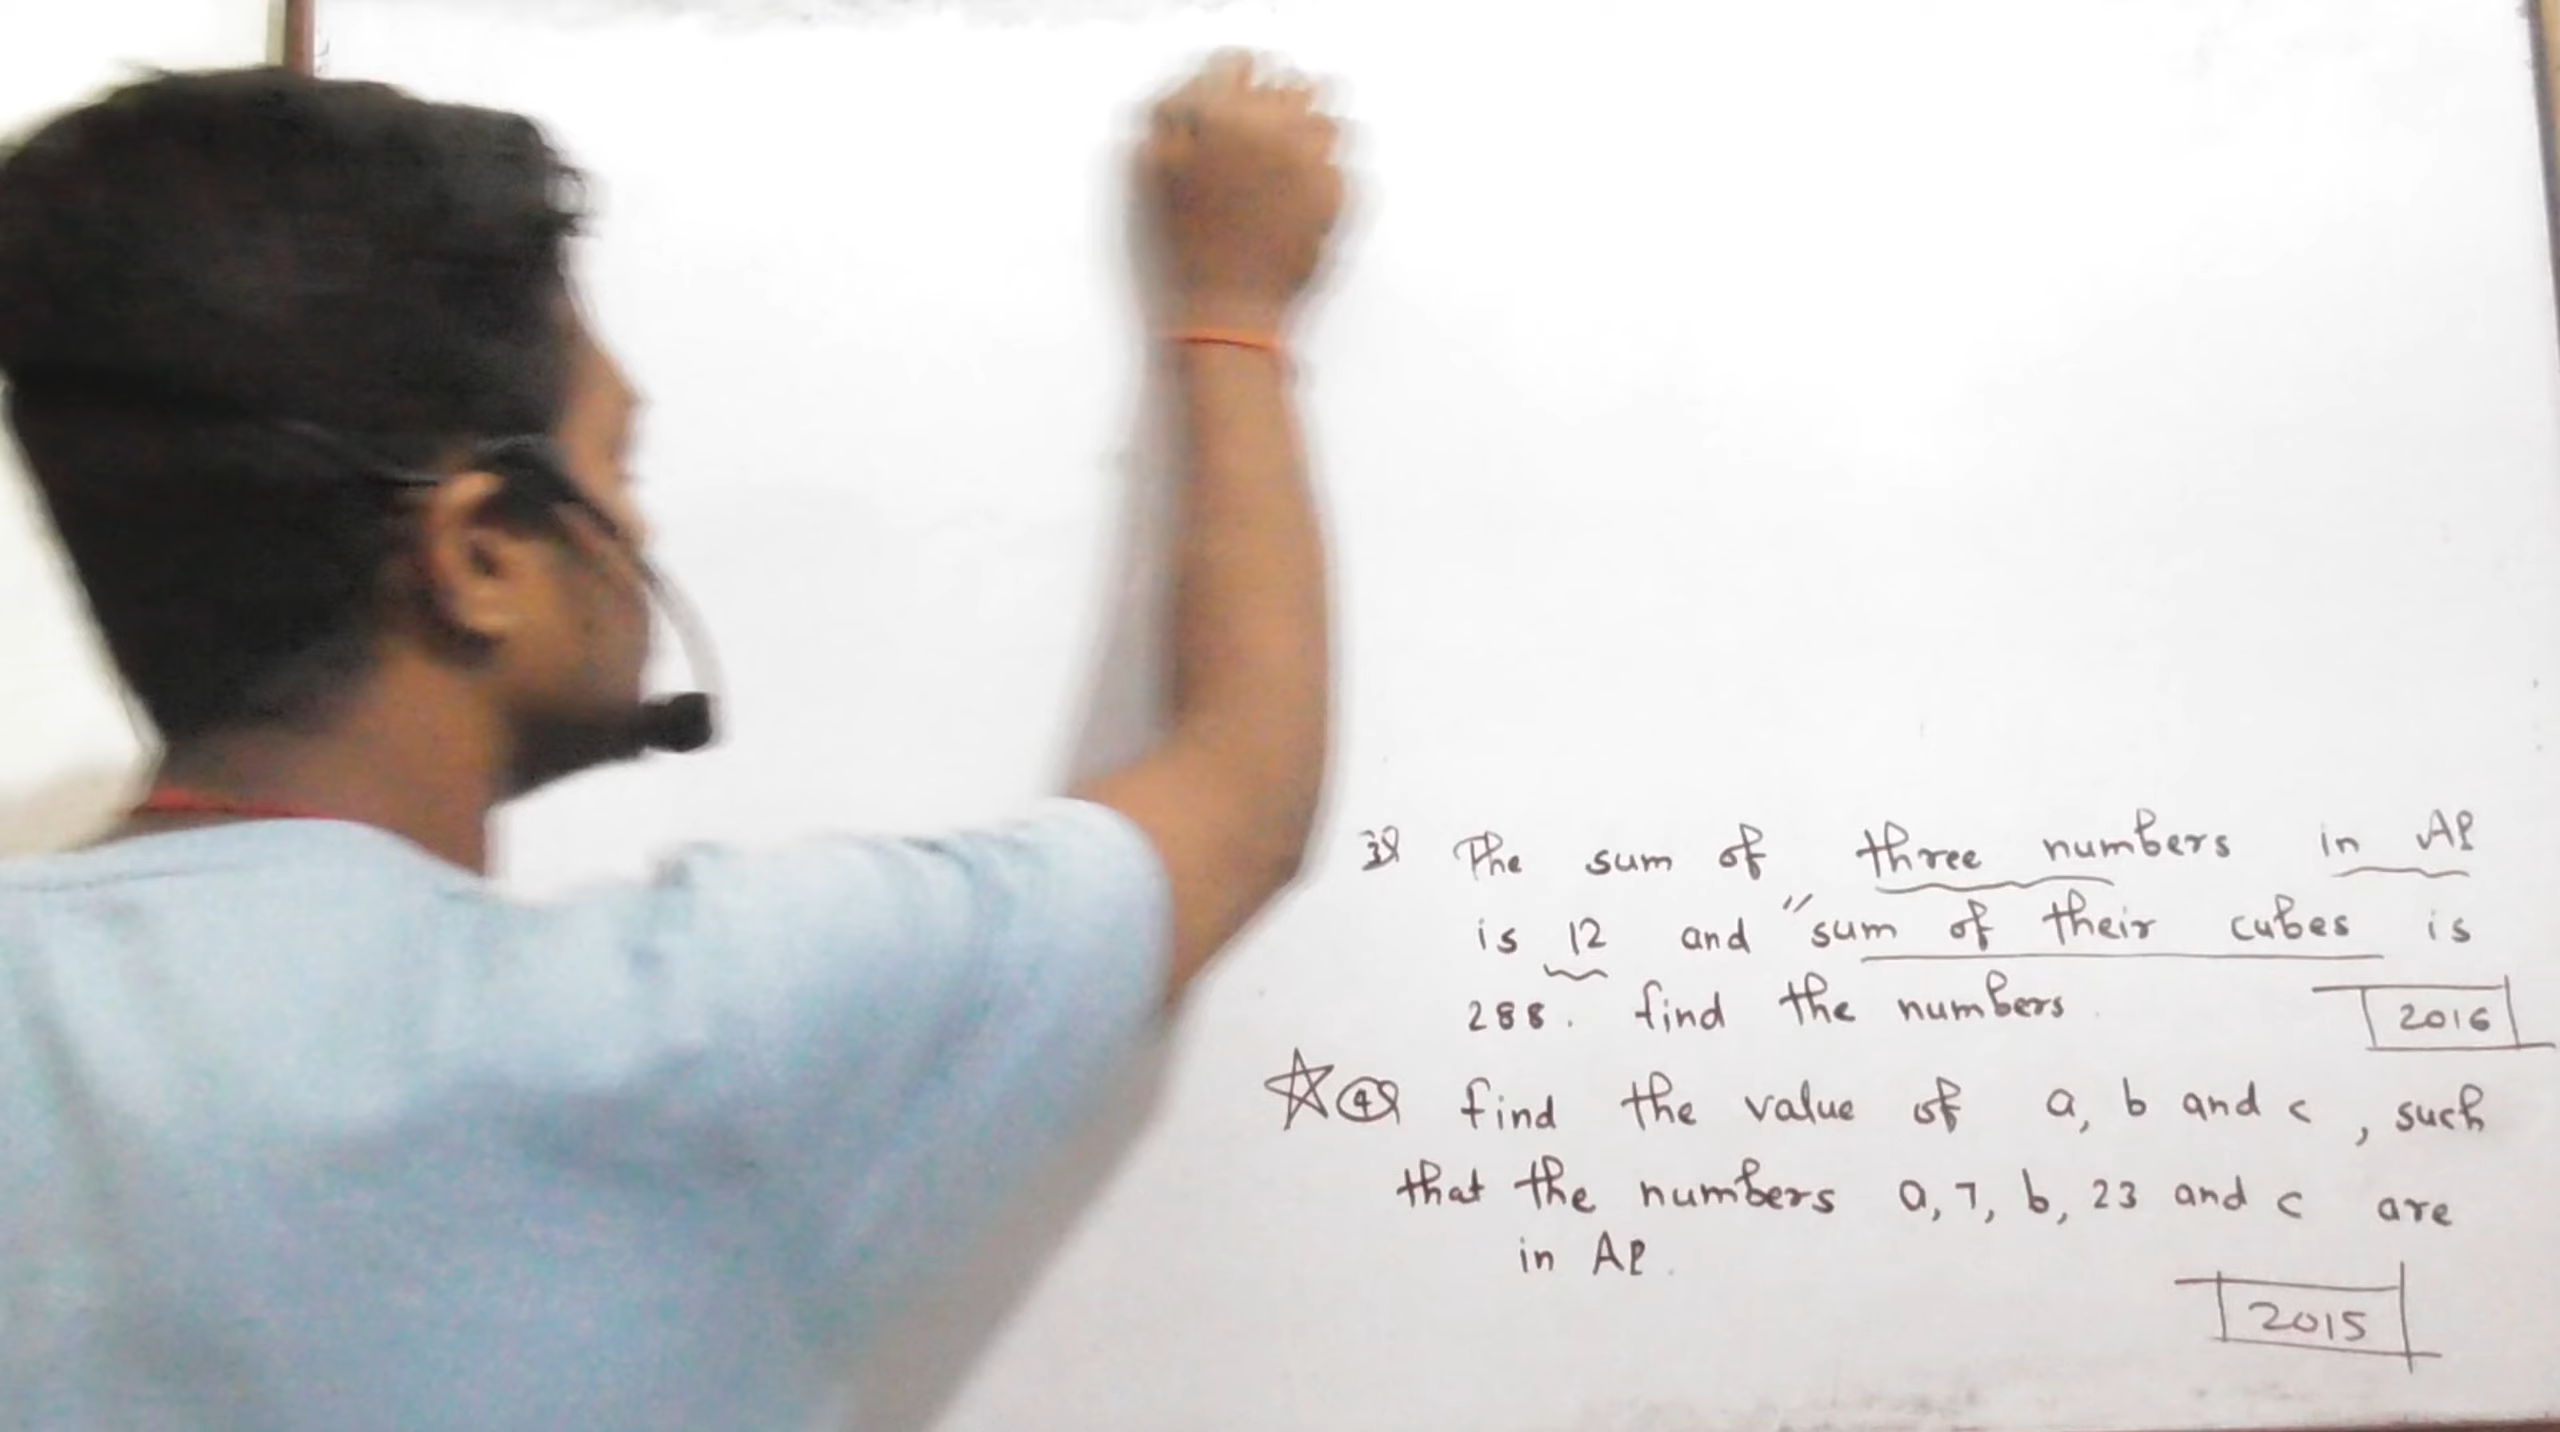 3) The sum of three numbers in AP
is 12 and "sum of their cubes is
288. find the numbers.
2016
④ find the value of a, b and c, such
that the numbers a, 7, b, 23 and c are
in AP.
2015